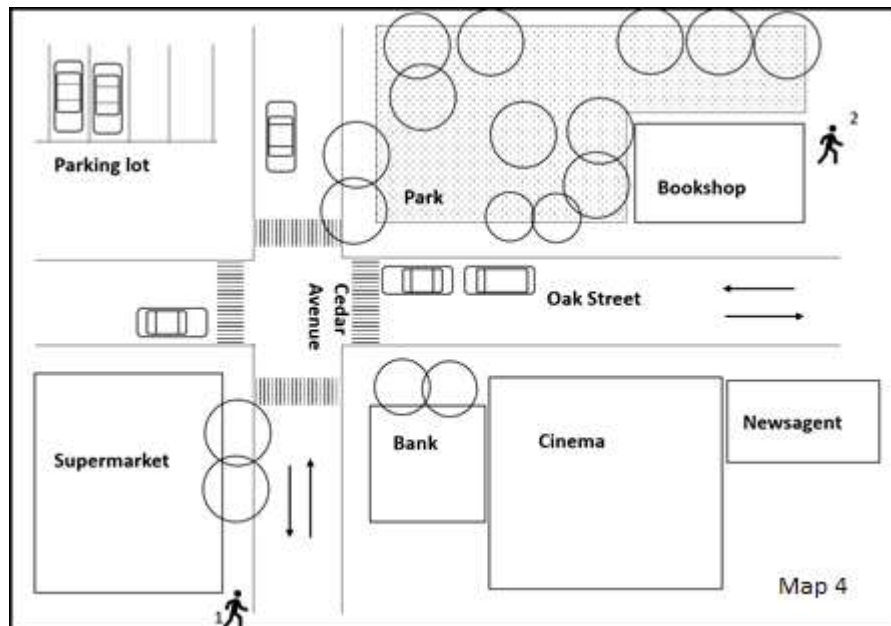 2
Parking lot
Park
Bookshop
Oak Street
Cedar
Avenue
Supermarket
Bank
Cinema
Newsagent
1
Map 4